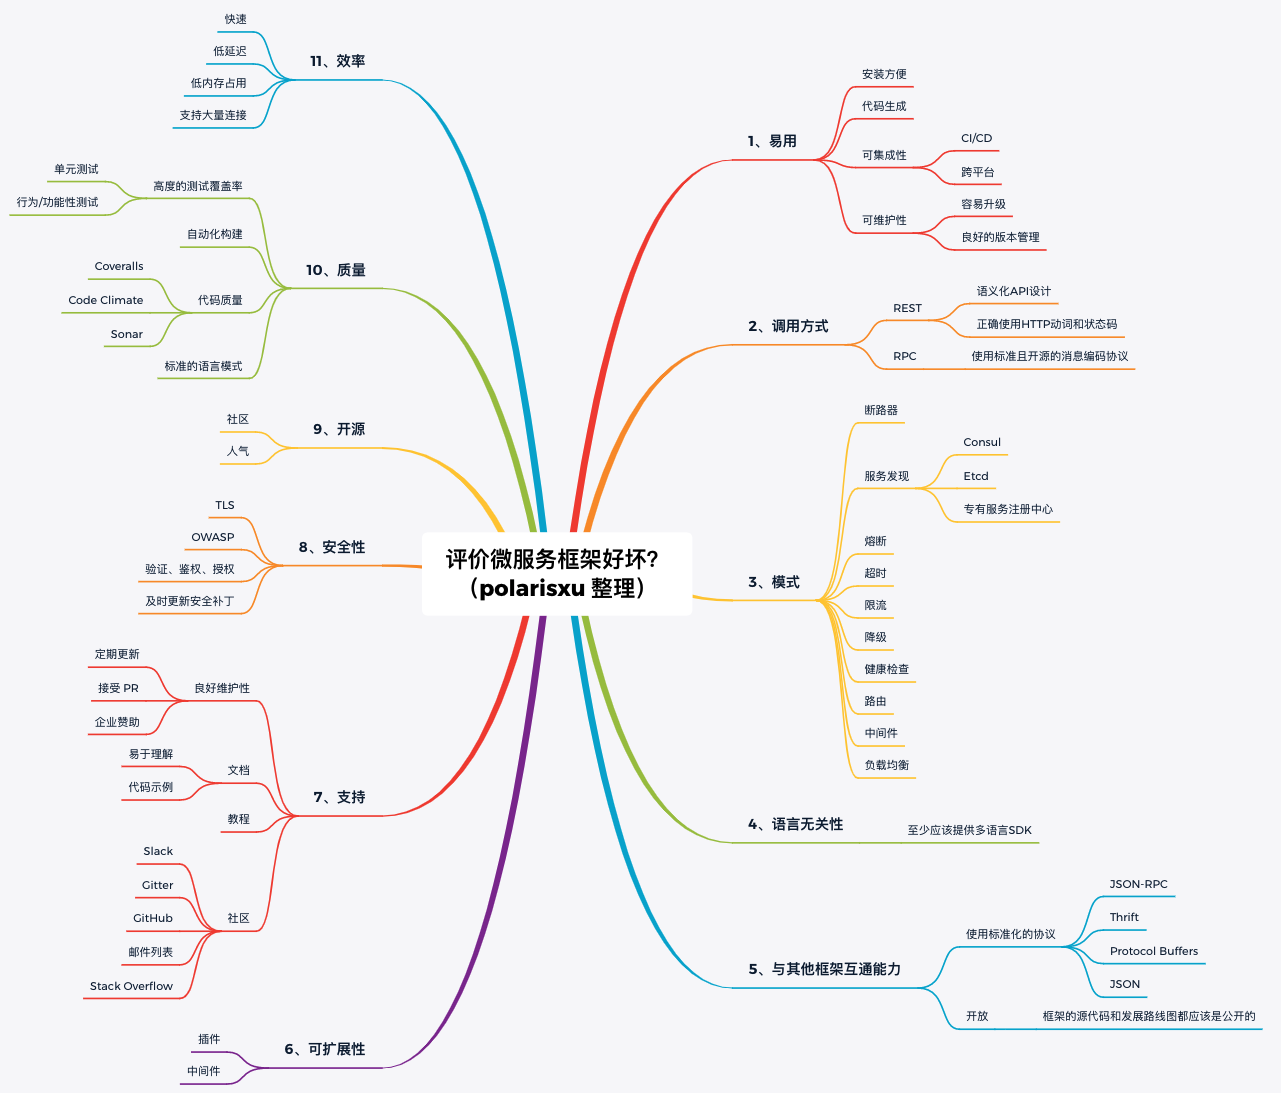 评价微服务框架好坏？
（polarisxu 整理）
1、易用
安装方便
代码生成
可集成性
CI/CD
跨平台
可维护性
容易升级
良好的版本管理
2、调用方式
REST
语义化API设计
正确使用HTTP动词和状态码
RPC
使用标准且开源的消息编码协议
3、模式
断路器
服务发现
Consul
Etcd
专有服务注册中心
熔断
超时
限流
降级
健康检查
路由
中间件
负载均衡
4、语言无关性
至少应该提供多语言SDK
5、与其他框架互通能力
使用标准化的协议
JSON-RPC
Thrift
Protocol Buffers
JSON
开放
框架的源代码和发展路线图都应该是公开的
6、可扩展性
插件
中间件
7、支持
良好维护性
定期更新
接受 PR
企业赞助
文档
易于理解
代码示例
教程
社区
Slack
Gitter
GitHub
邮件列表
Stack Overflow
8、安全性
TLS
OWASP
验证、鉴权、授权
及时更新安全补丁
9、开源
社区
人气
10、质量
高度的测试覆盖率
单元测试
行为/功能性测试
自动化构建
代码质量
Coveralls
Code Climate
Sonar
标准的语言模式
11、效率
快速
低延迟
低内存占用
支持大量连接